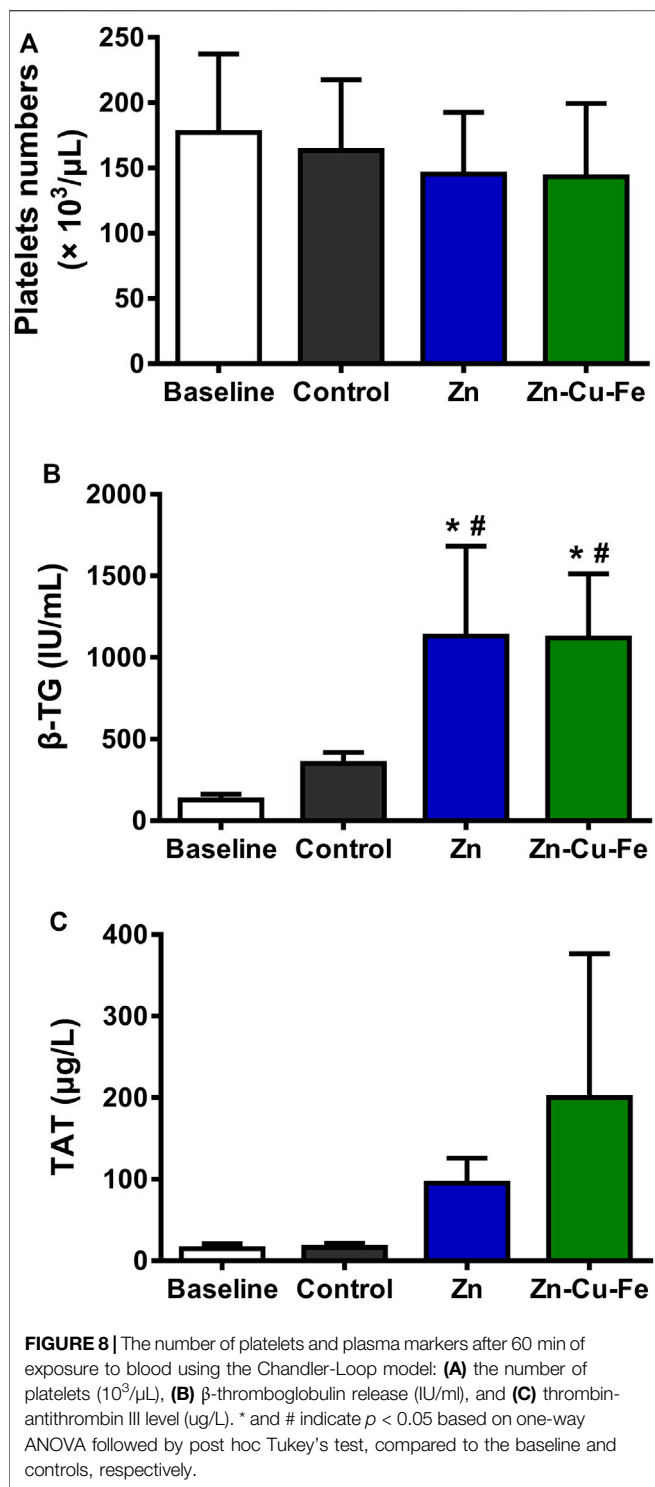 A
Platelets numbers
(× 10³/µL)
250
200
150
100
50
0
Baseline Control Zn Zn-Cu-Fe
B
β-TG (IU/mL)
2000
1500
1000
500
0
* #
* #
Baseline Control Zn Zn-Cu-Fe
C
TAT (µg/L)
400
300
200
100
0
Baseline Control Zn Zn-Cu-Fe
FIGURE 8 | The number of platelets and plasma markers after 60 min of
exposure to blood using the Chandler-Loop model: (A) the number of
platelets (10³/µL), (B) β-thromboglobulin release (IU/ml), and (C) thrombin-
antithrombin III level (ug/L). * and # indicate p < 0.05 based on one-way
ANOVA followed by post hoc Tukey's test, compared to the baseline and
controls, respectively.